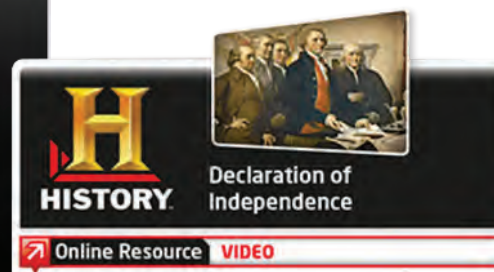 H
HISTORY
Declaration of
Independence
Online Resource VIDEO